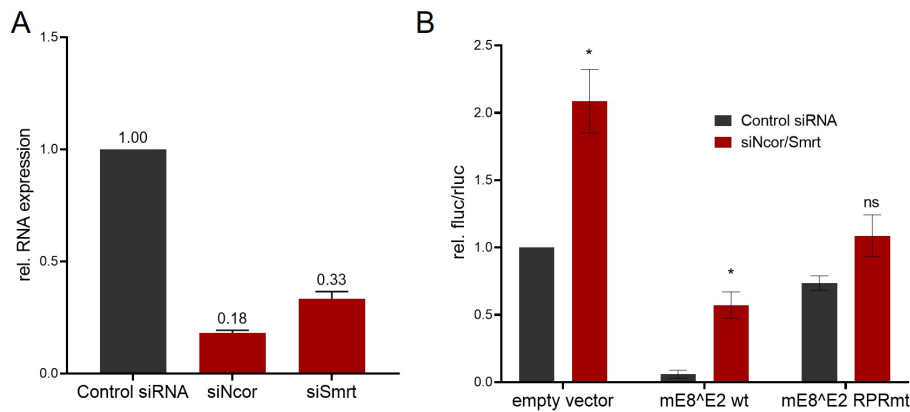 A
rel. RNA expression
1.5
1.0
0.5
0.0
1.00
0.18
0.33
Control siRNA
siNcor
siSmrt
B
rel. fluc/rluc
2.5
2.0
1.5
1.0
0.5
0.0
*
*
ns
Control siRNA
siNcor/Smrt
empty vector
mE8^E2 wt
mE8^E2 RPRmt